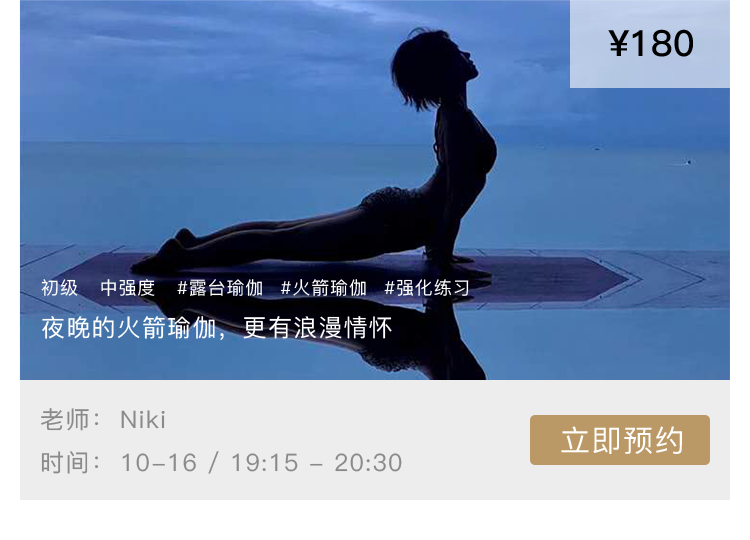 ¥180
初级 中强度 #露台瑜伽 #火箭瑜伽 #强化练习
夜晚的火箭瑜伽，更有浪漫情怀
老师： Niki
立即预约
时间： 10-16 / 19:15 - 20:30